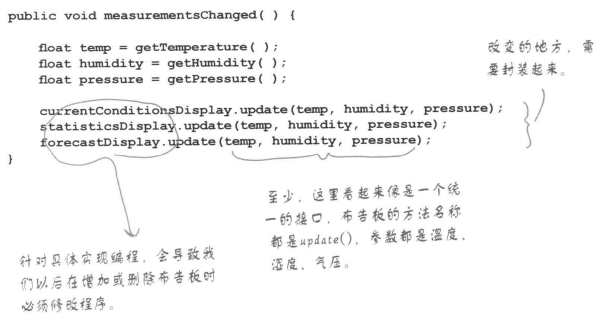 public void measurementsChanged( ) {
float temp = getTemperature( );
float humidity = getHumidity( );
float pressure = getPressure( );
currentConditionsDisplay.update(temp, humidity, pressure);
statisticsDisplay.update(temp, humidity, pressure);
forecastDisplay.update(temp, humidity, pressure);
}
改变的地方，需
要封装起来。
至少，这里看起来像是一个统
一的接口，布告板的方法名称
都是update()，参数都是温度、
湿度、气压。
针对具体实现编程，会导致我
们以后在增加或删除布告板时
必须修改程序。